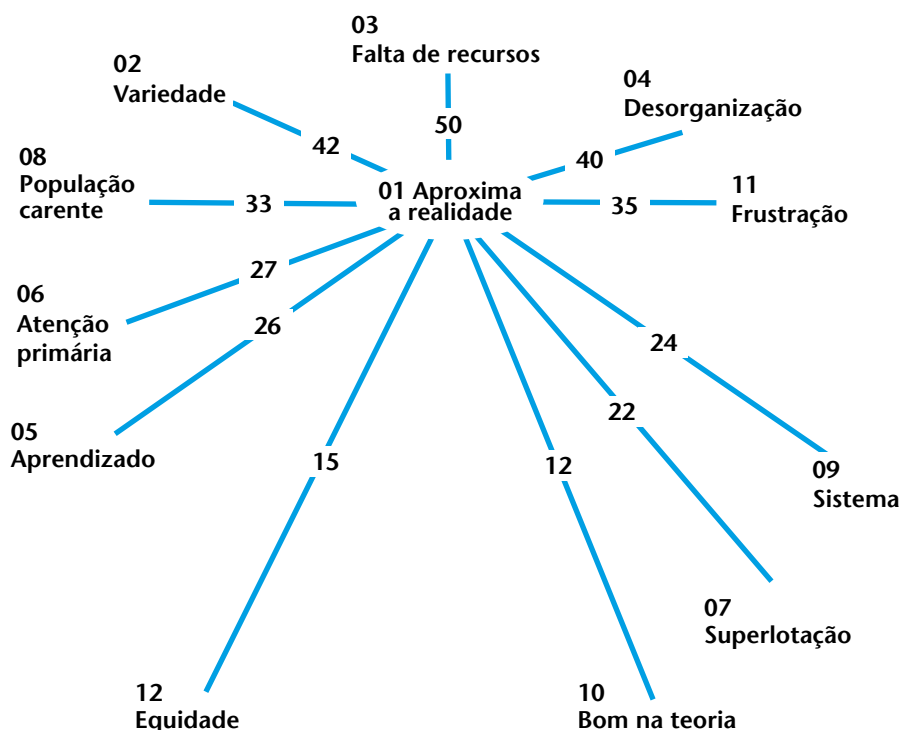 03
Falta de recursos
02
Variedade
04
Desorganização
50
42
40
08
População
carente
33
01 Aproxima
a realidade
35
11
Frustração
27
06
Atenção
primária
26
24
22
05
Aprendizado
15
12
09
Sistema
07
Superlotação
12
Equidade
10
Bom na teoria